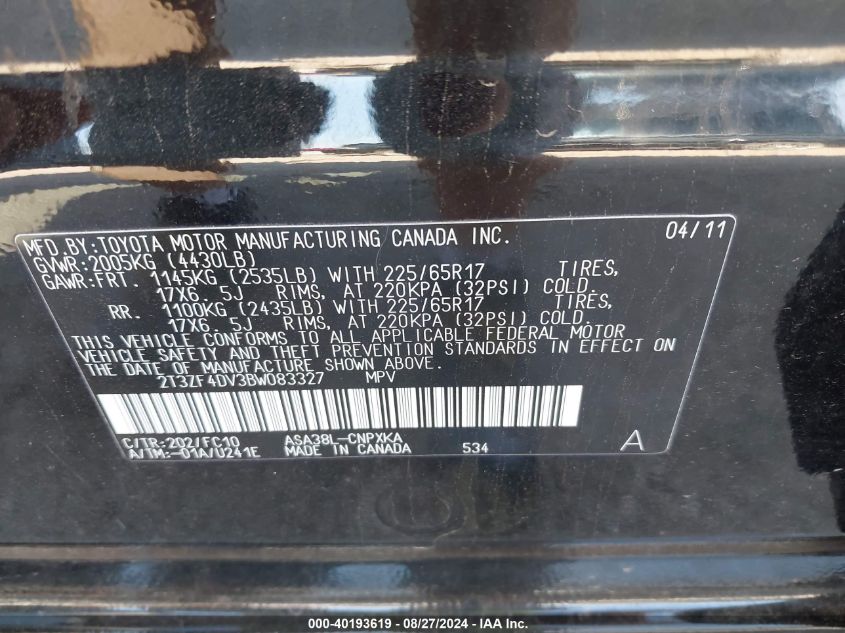 MFD.BY:TOYOTA MOTOR MANUFACTURING CANADA INC. 04/11
GVWR:2005KG (4430LB)
GAWR:FRT. 1145KG (2535LB) WITH 225/65R17 TIRES,
17X6. 5J RIMS, AT 220KPA (32PSI) COLD.
RR. 1100KG (2435LB) WITH 225/65R17 TIRES,
17X6. 5J RIMS, AT 220KPA (32PSI) COLD.
THIS VEHICLE CONFORMS TO ALL APPLICABLE FEDERAL MOTOR
VEHICLE SAFETY AND THEFT PREVENTION STANDARDS IN EFFECT ON
THE DATE OF MANUFACTURE SHOWN ABOVE.
2T3ZF4DV3BW083327 MPV
C/TR:202/FC10 ASA38L-CNPXKA A
A/TM:-01A/U241E MADE IN CANADA 534
000-40193619 | 08/27/2024 - IAA Inc.